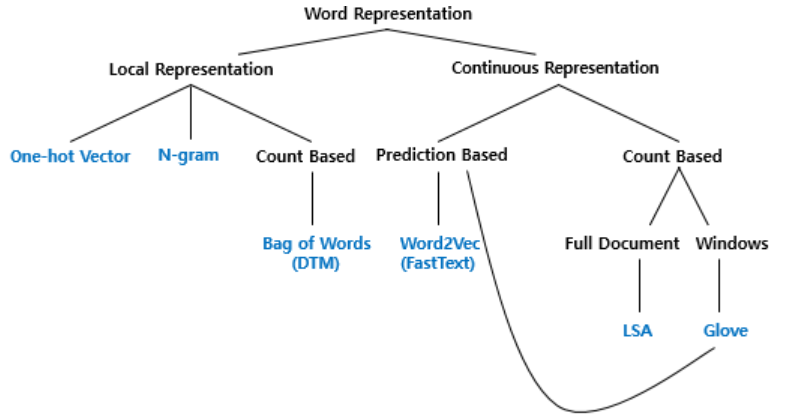 Word Representation
Local Representation
Continuous Representation
One-hot Vector
N-gram
Count Based
Prediction Based
Count Based
Bag of Words
(DTM)
Word2Vec
(FastText)
Full Document
Windows
LSA
Glove